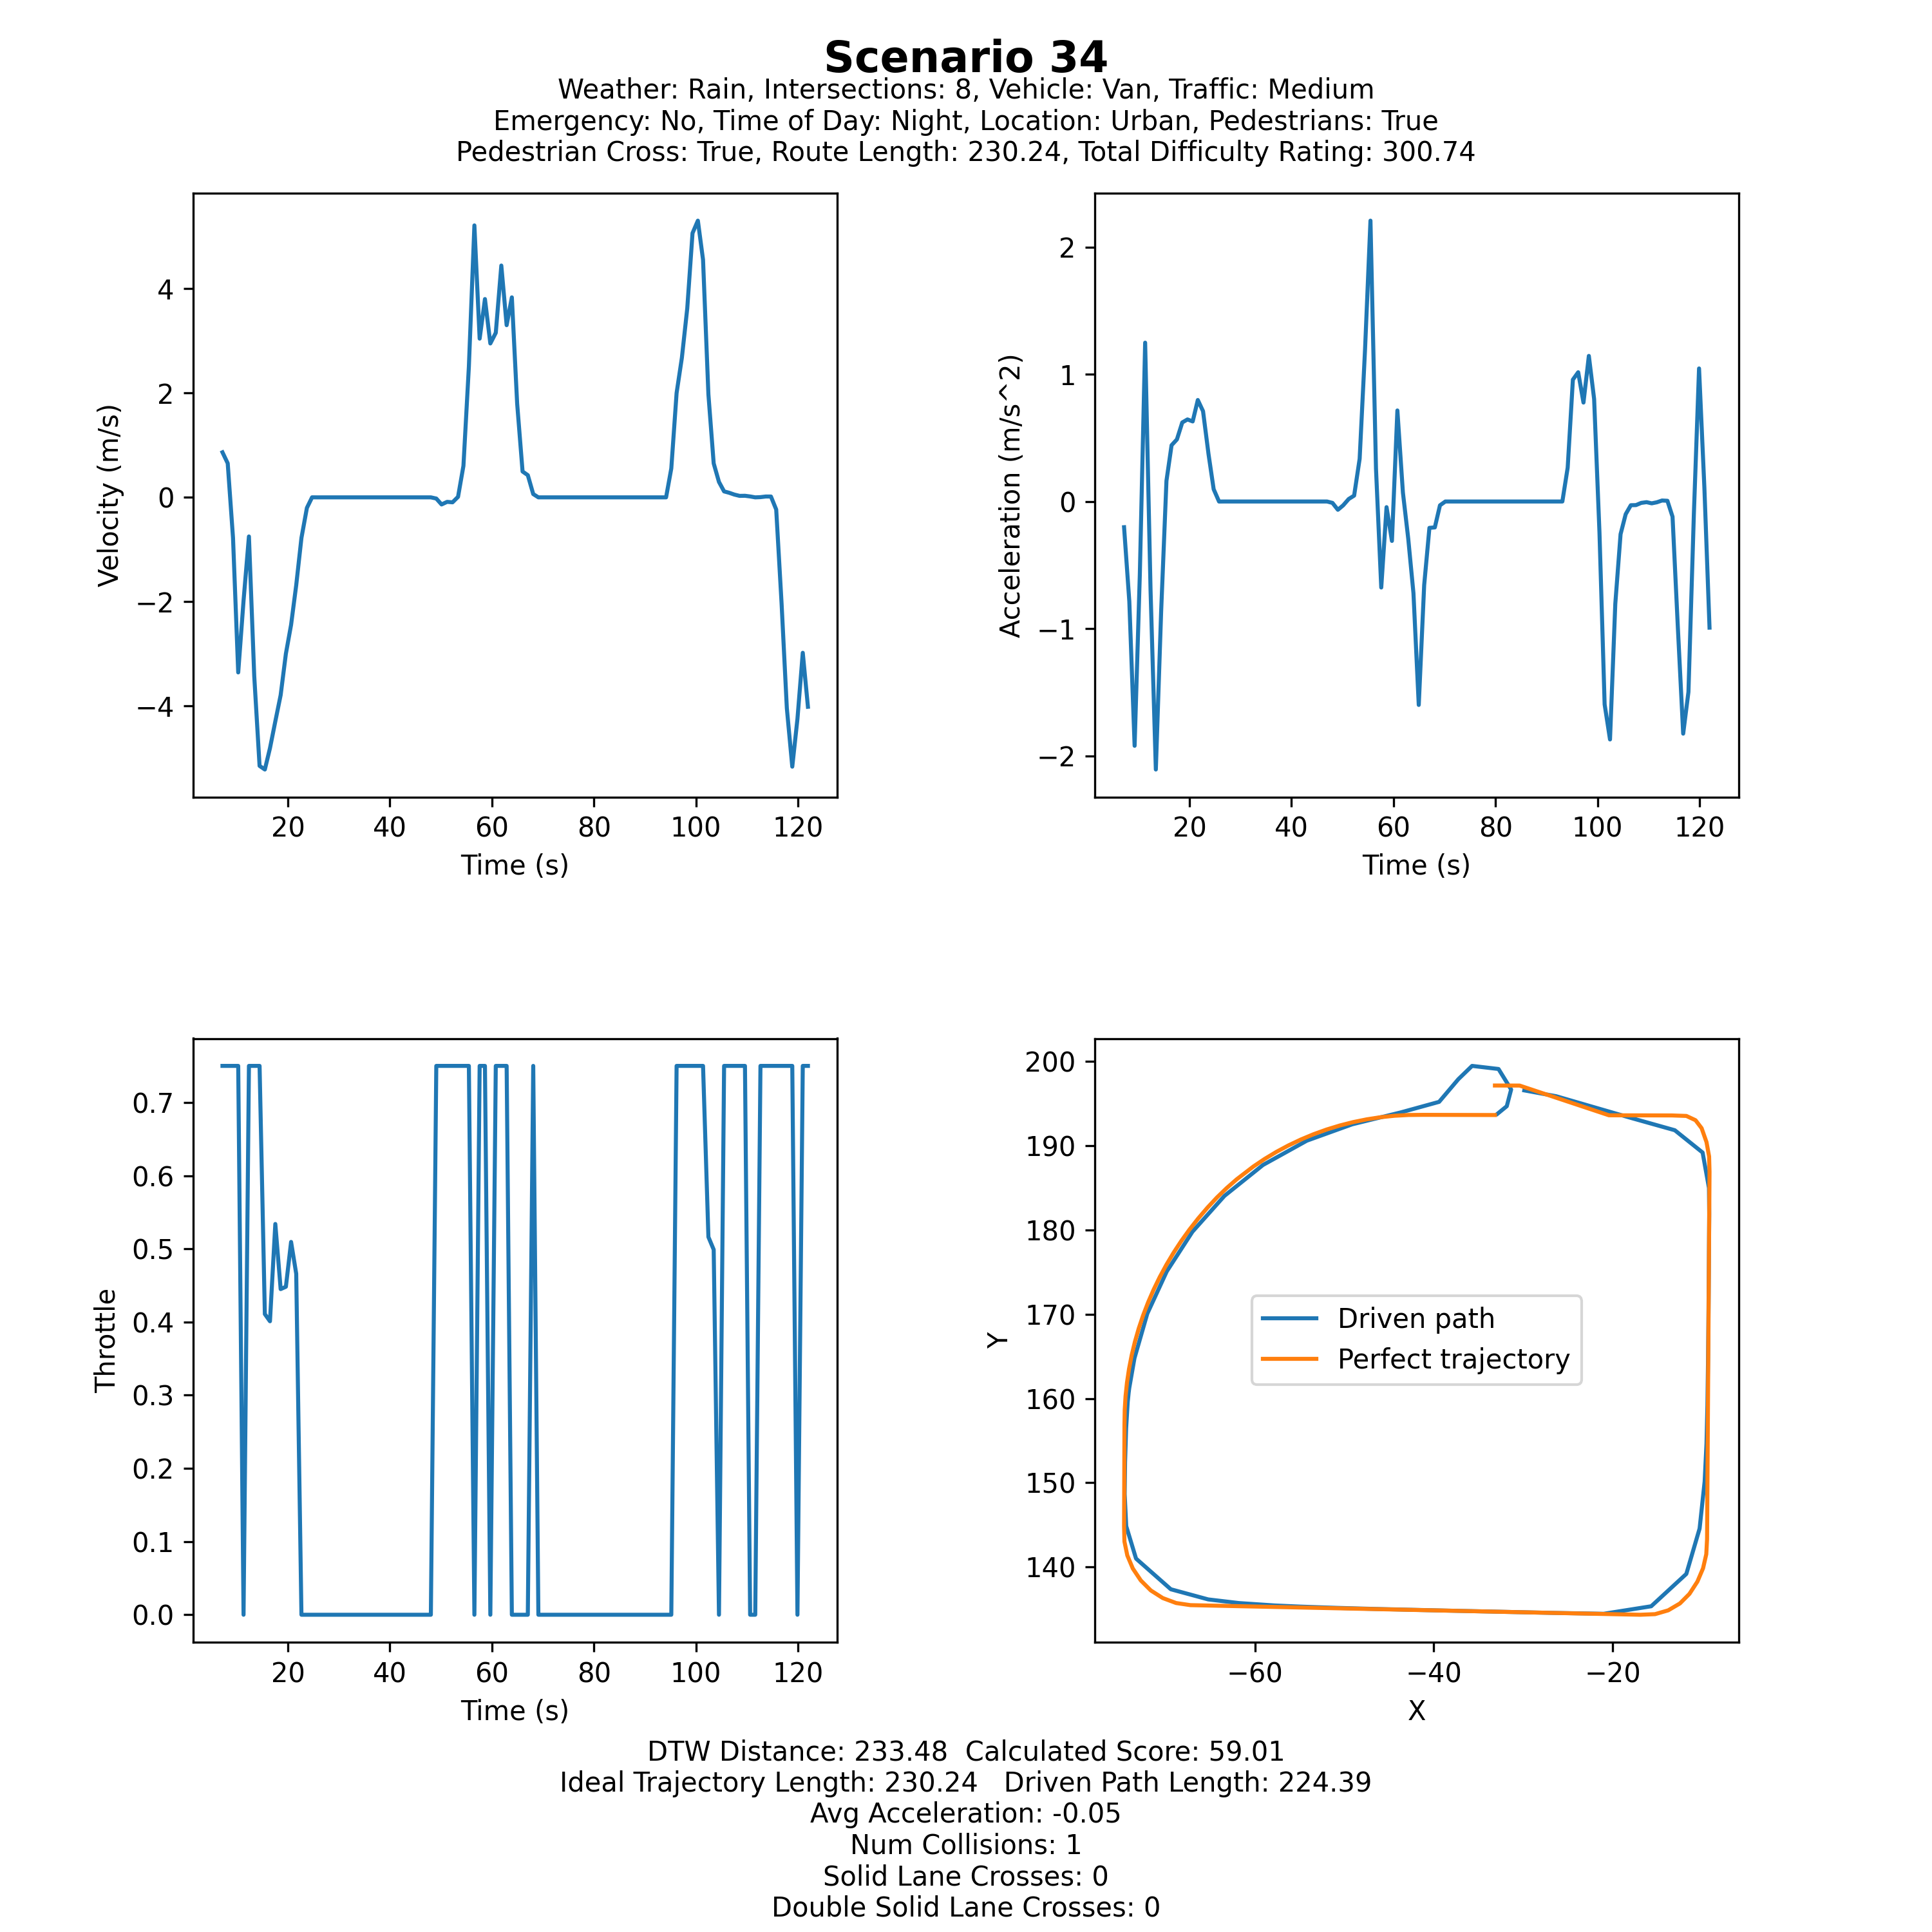 Scenario 34
Weather: Rain, Intersections: 8, Vehicle: Van, Traffic: Medium
Emergency: No, Time of Day: Night, Location: Urban, Pedestrians: True
Pedestrian Cross: True, Route Length: 230.24, Total Difficulty Rating: 300.74
Velocity (m/s)
4
2
0
−2
−4
20 40 60 80 100 120
Time (s)
Acceleration (m/s^2)
2
1
0
−1
−2
20 40 60 80 100 120
Time (s)
Throttle
0.7
0.6
0.5
0.4
0.3
0.2
0.1
0.0
20 40 60 80 100 120
Time (s)
Y
200
190
180
170
160
150
140
Driven path
Perfect trajectory
−60 −40 −20
X
DTW Distance: 233.48 Calculated Score: 59.01
Ideal Trajectory Length: 230.24 Driven Path Length: 224.39
Avg Acceleration: -0.05
Num Collisions: 1
Solid Lane Crosses: 0
Double Solid Lane Crosses: 0